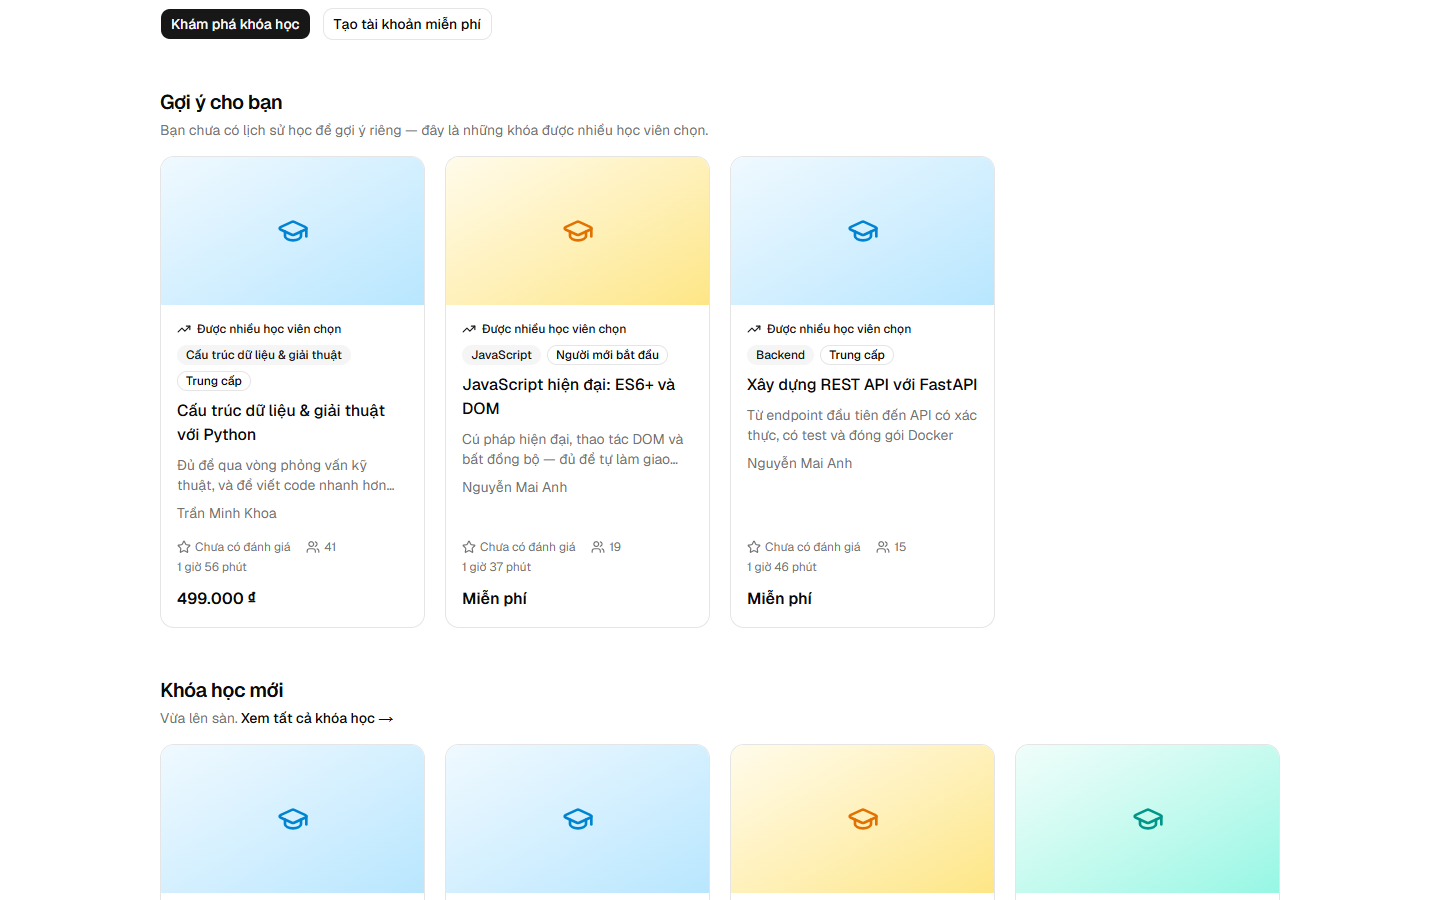 Khám phá khóa học
Tạo tài khoản miễn phí
Gợi ý cho bạn
Bạn chưa có lịch sử học để gợi ý riêng — đây là những khóa được nhiều học viên chọn.
Được nhiều học viên chọn
Cấu trúc dữ liệu & giải thuật
Trung cấp
Cấu trúc dữ liệu & giải thuật
với Python
Đủ để qua vòng phỏng vấn kỹ
thuật, và để viết code nhanh hơn...
Trần Minh Khoa
Chưa có đánh giá 41
1 giờ 56 phút
499.000 ₫
Được nhiều học viên chọn
JavaScript Người mới bắt đầu
JavaScript hiện đại: ES6+ và
DOM
Cú pháp hiện đại, thao tác DOM và
bất đồng bộ — đủ để tự làm giao...
Nguyễn Mai Anh
Chưa có đánh giá 19
1 giờ 37 phút
Miễn phí
Được nhiều học viên chọn
Backend Trung cấp
Xây dựng REST API với FastAPI
Từ endpoint đầu tiên đến API có xác
thực, có test và đóng gói Docker
Nguyễn Mai Anh
Chưa có đánh giá 15
1 giờ 46 phút
Miễn phí
Khóa học mới
Vừa lên sàn. Xem tất cả khóa học →